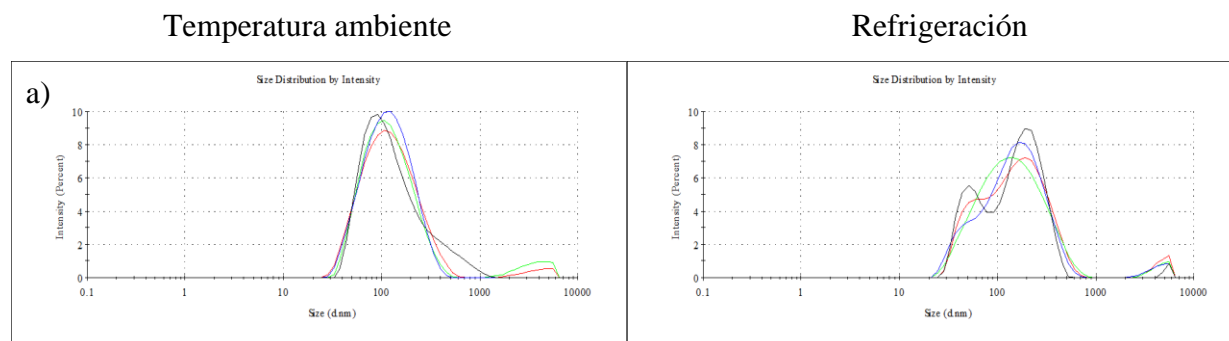 Temperatura ambiente
Refrigeración
a)
Size Distribution by Intensity
10
8
6
4
2
0
Intensity (Percent)
0.1 1 10 100 1000 10000
Size (d.nm)
Size Distribution by Intensity
10
8
6
4
2
0
Intensity (Percent)
0.1 1 10 100 1000 10000
Size (d.nm)